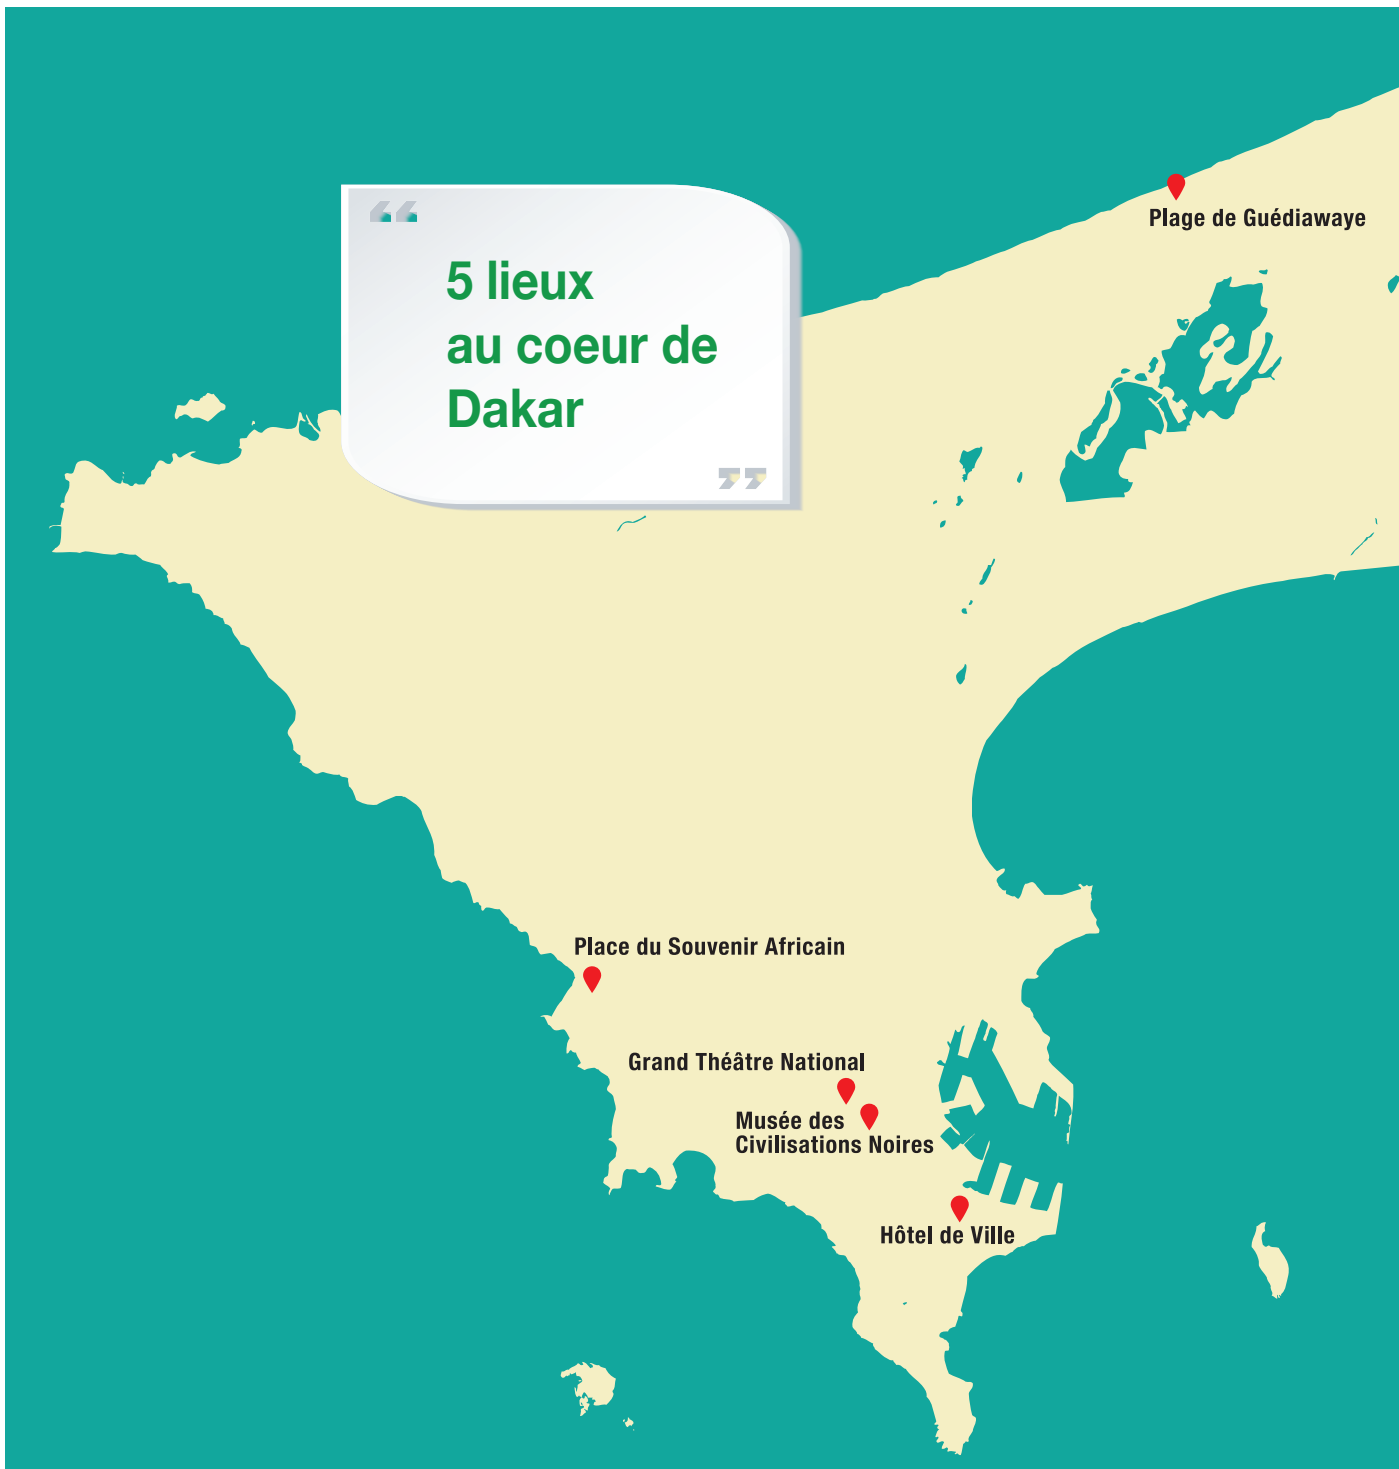 Plage de Guédiawaye
“
5 lieux
au coeur de
Dakar
”
Place du Souvenir Africain
Grand Théâtre National
Musée des
Civilisations Noires
Hôtel de Ville